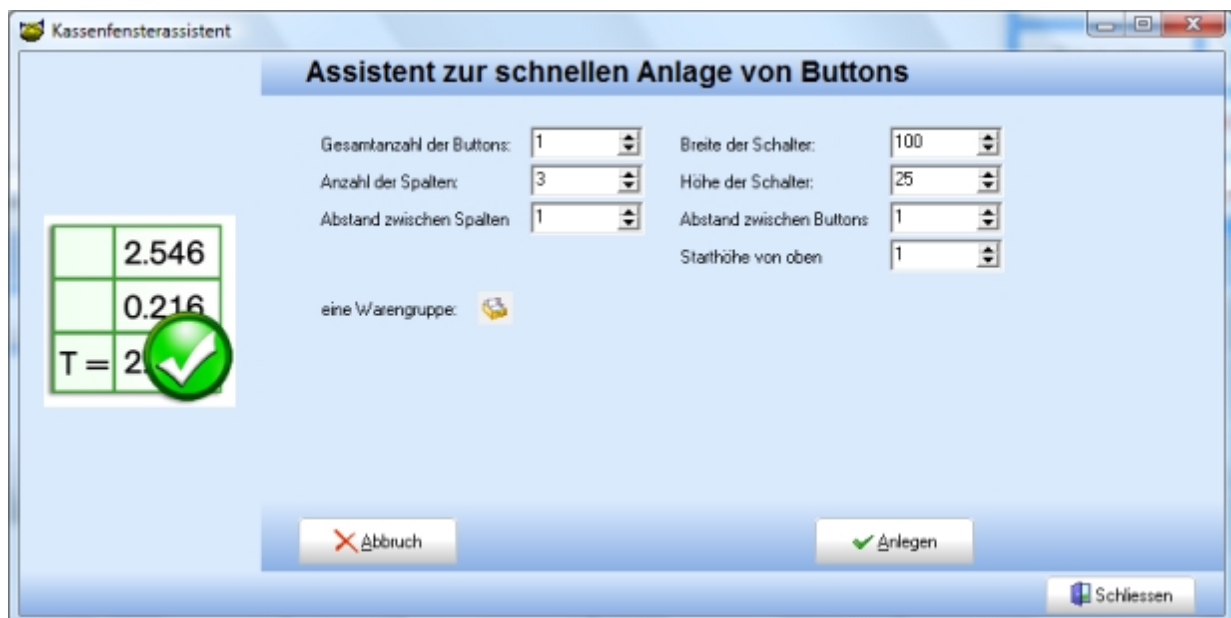 Kassenfensterassistent
Assistent zur schnellen Anlage von Buttons
Gesamtanzahl der Buttons: 1 Breite der Schalter: 100
Anzahl der Spalten: 3 Höhe der Schalter: 25
Abstand zwischen Spalten 1 Abstand zwischen Buttons 1
Starthöhe von oben 1
2.546
0.216
eine Warengruppe:
T = 2
Abbruch Anlegen
Schliessen